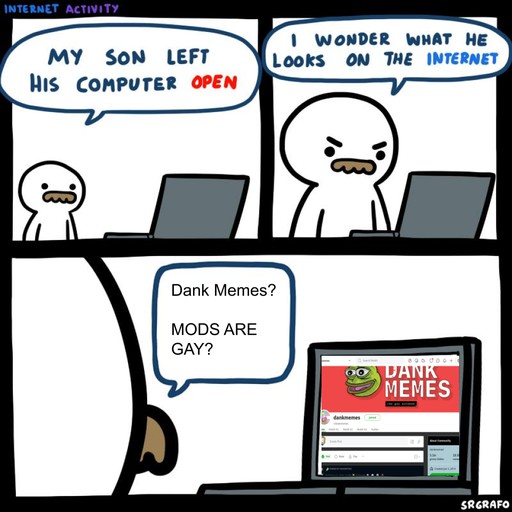 INTERNET ACTIVITY
MY SON LEFT
HIS COMPUTER OPEN
I WONDER WHAT HE
LOOKS ON THE INTERNET
Dank Memes?
MODS ARE
GAY?
DANK
MEMES
dankmemes
SRGRAFO